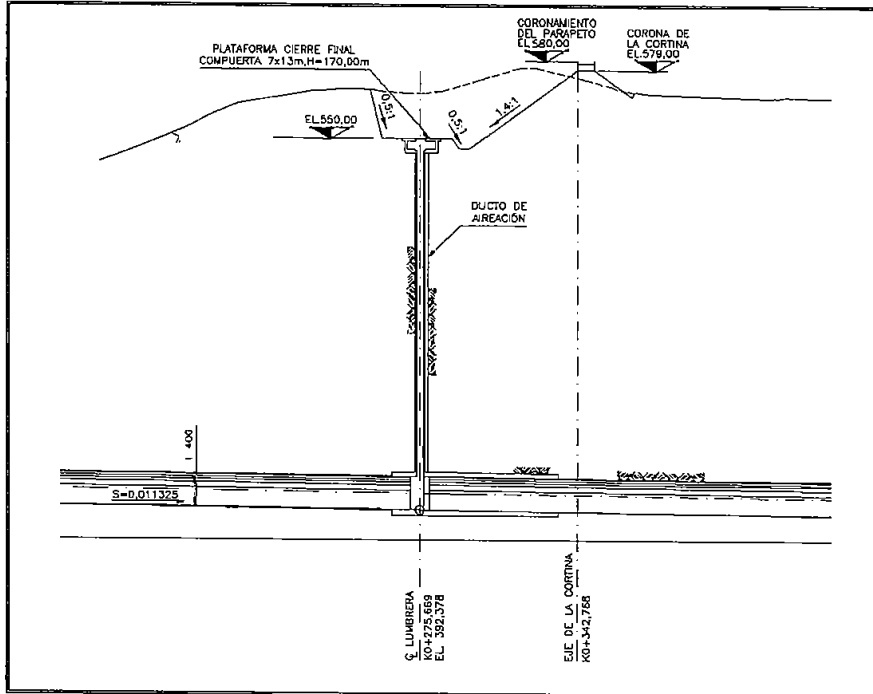 CORONAMIENTO
DEL PARAPETO
EL.580,00
CORONA DE
LA CORTINA
EL.579,00
PLATAFORMA CIERRE FINAL
COMPUERTA 7x13m,H=170,00m
0,5:1
0,5:1
1,4:1
EL.550,00
DUCTO DE
AIREACIÓN
1 400
S=0,011325
℄ LUMBRERA
K0+275,669
EL. 392,378
EJE DE LA CORTINA
K0+342,768